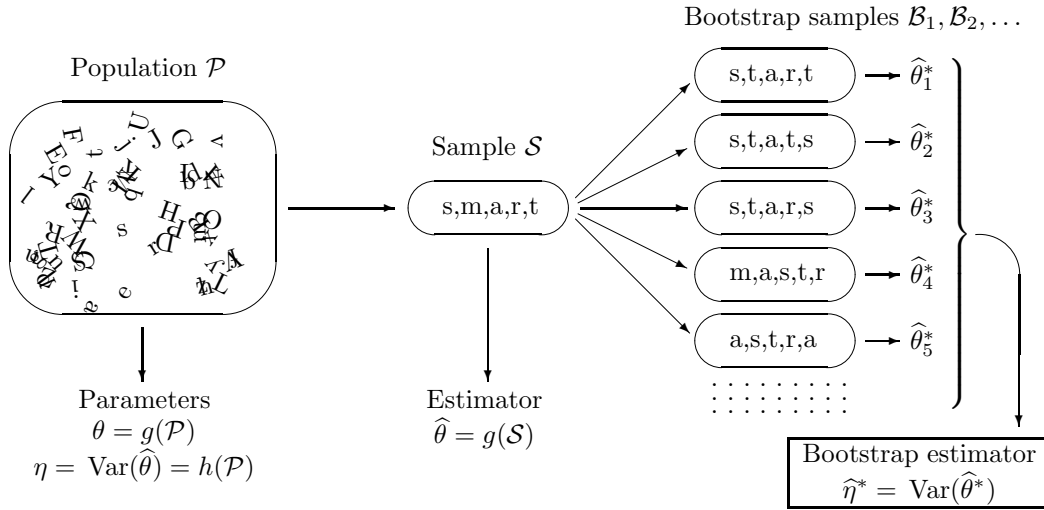 Bootstrap samples 𝓑₁, 𝓑₂, …
Population 𝓟
Sample 𝓢
s,m,a,r,t
s,t,a,r,t
θ̂*₁
s,t,a,t,s
θ̂*₂
s,t,a,r,s
θ̂*₃
m,a,s,t,r
θ̂*₄
a,s,t,r,a
θ̂*₅
Parameters
θ = g(𝓟)
η = Var(θ̂) = h(𝓟)
Estimator
θ̂ = g(𝓢)
Bootstrap estimator
η̂* = Var(θ̂*)